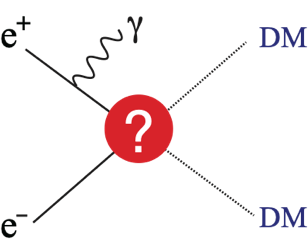 e⁺ γ DM
?
e⁻ DM